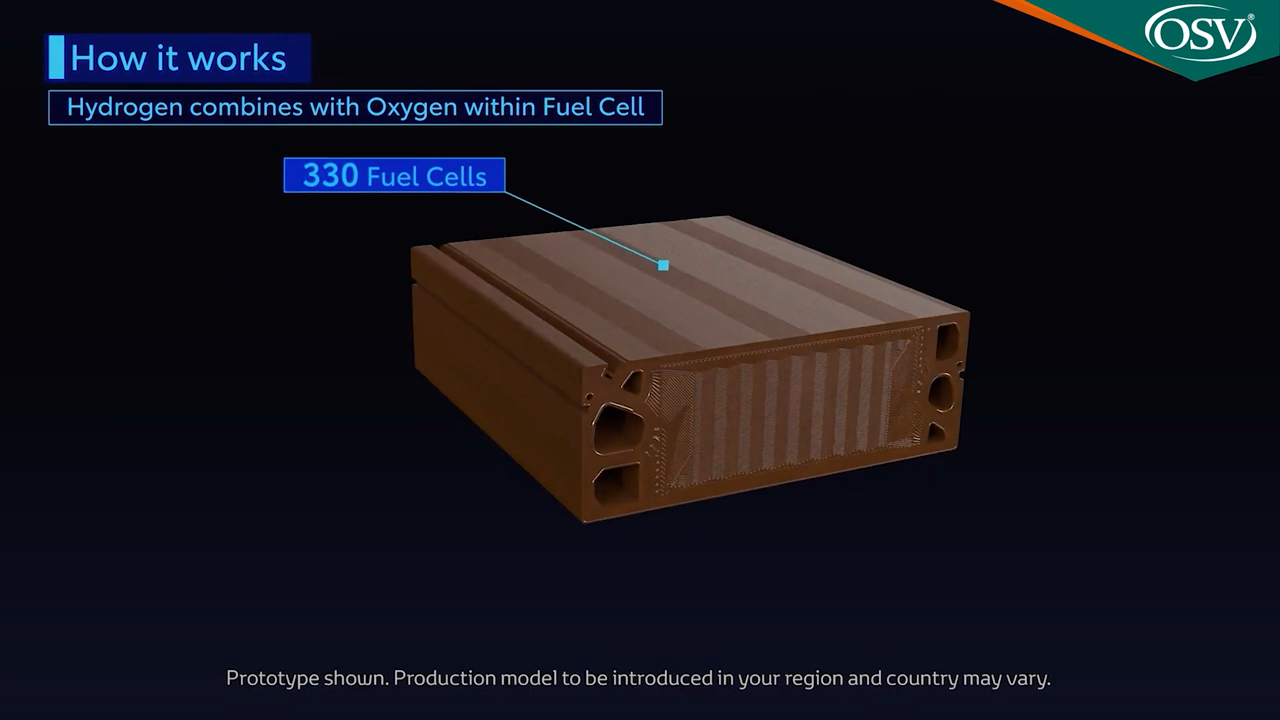 How it works
OSV®
Hydrogen combines with Oxygen within Fuel Cell
330 Fuel Cells
Prototype shown. Production model to be introduced in your region and country may vary.